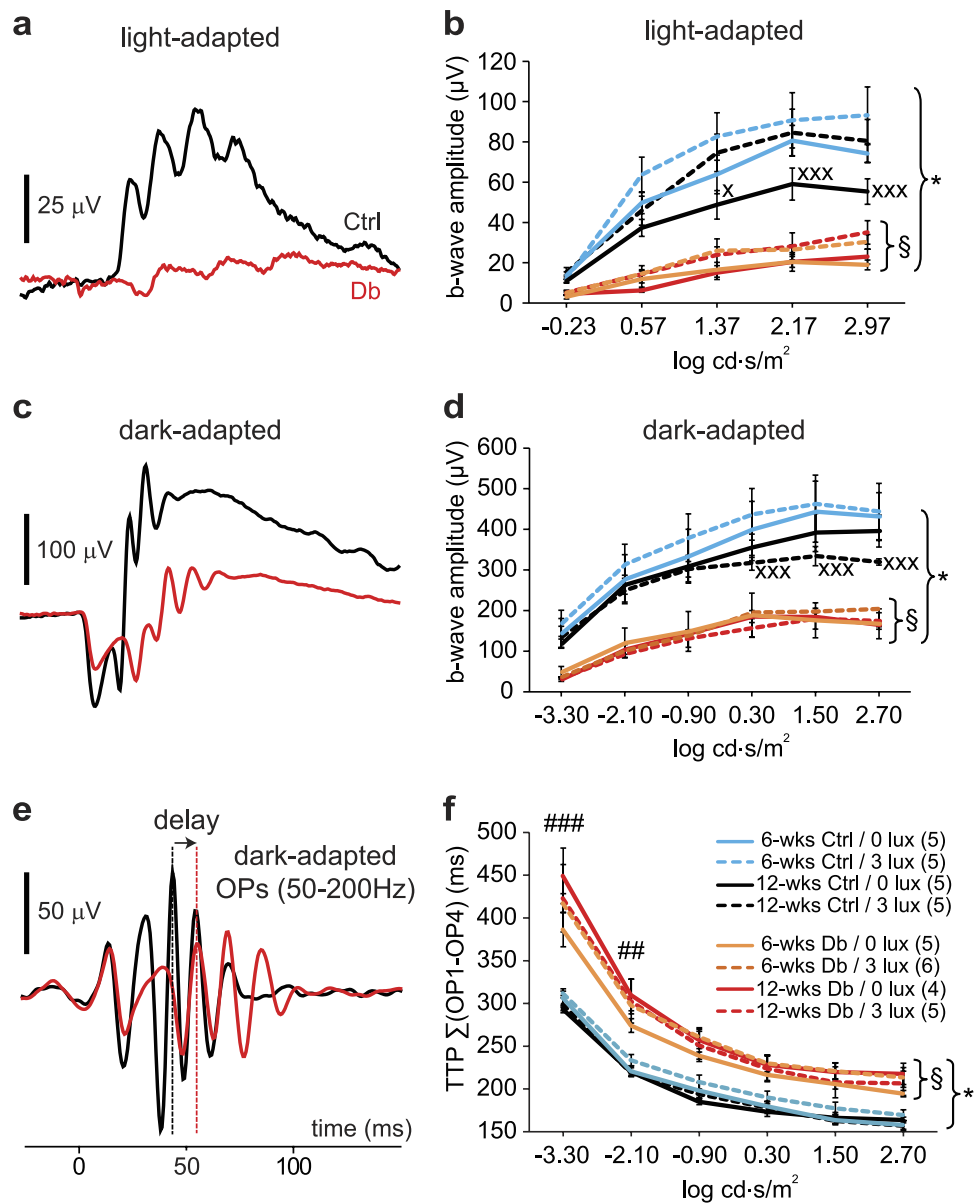 a
light-adapted
25 μV
Ctrl
Db
b
light-adapted
b-wave amplitude (μV)
120
100
80
60
40
20
0
x
xxx
xxx
§
*
-0.23 0.57 1.37 2.17 2.97
log cd·s/m²
c
dark-adapted
100 μV
d
dark-adapted
b-wave amplitude (μV)
600
500
400
300
200
100
0
xxx
xxx
xxx
§
*
-3.30 -2.10 -0.90 0.30 1.50 2.70
log cd·s/m²
e
delay
dark-adapted
OPs (50-200Hz)
50 μV
time (ms)
0 50 100
f
TTP ∑(OP1-OP4) (ms)
500
450
400
350
300
250
200
150
###
##
6-wks Ctrl / 0 lux (5)
6-wks Ctrl / 3 lux (5)
12-wks Ctrl / 0 lux (5)
12-wks Ctrl / 3 lux (5)
6-wks Db / 0 lux (5)
6-wks Db / 3 lux (6)
12-wks Db / 0 lux (4)
12-wks Db / 3 lux (5)
§
*
-3.30 -2.10 -0.90 0.30 1.50 2.70
log cd·s/m²